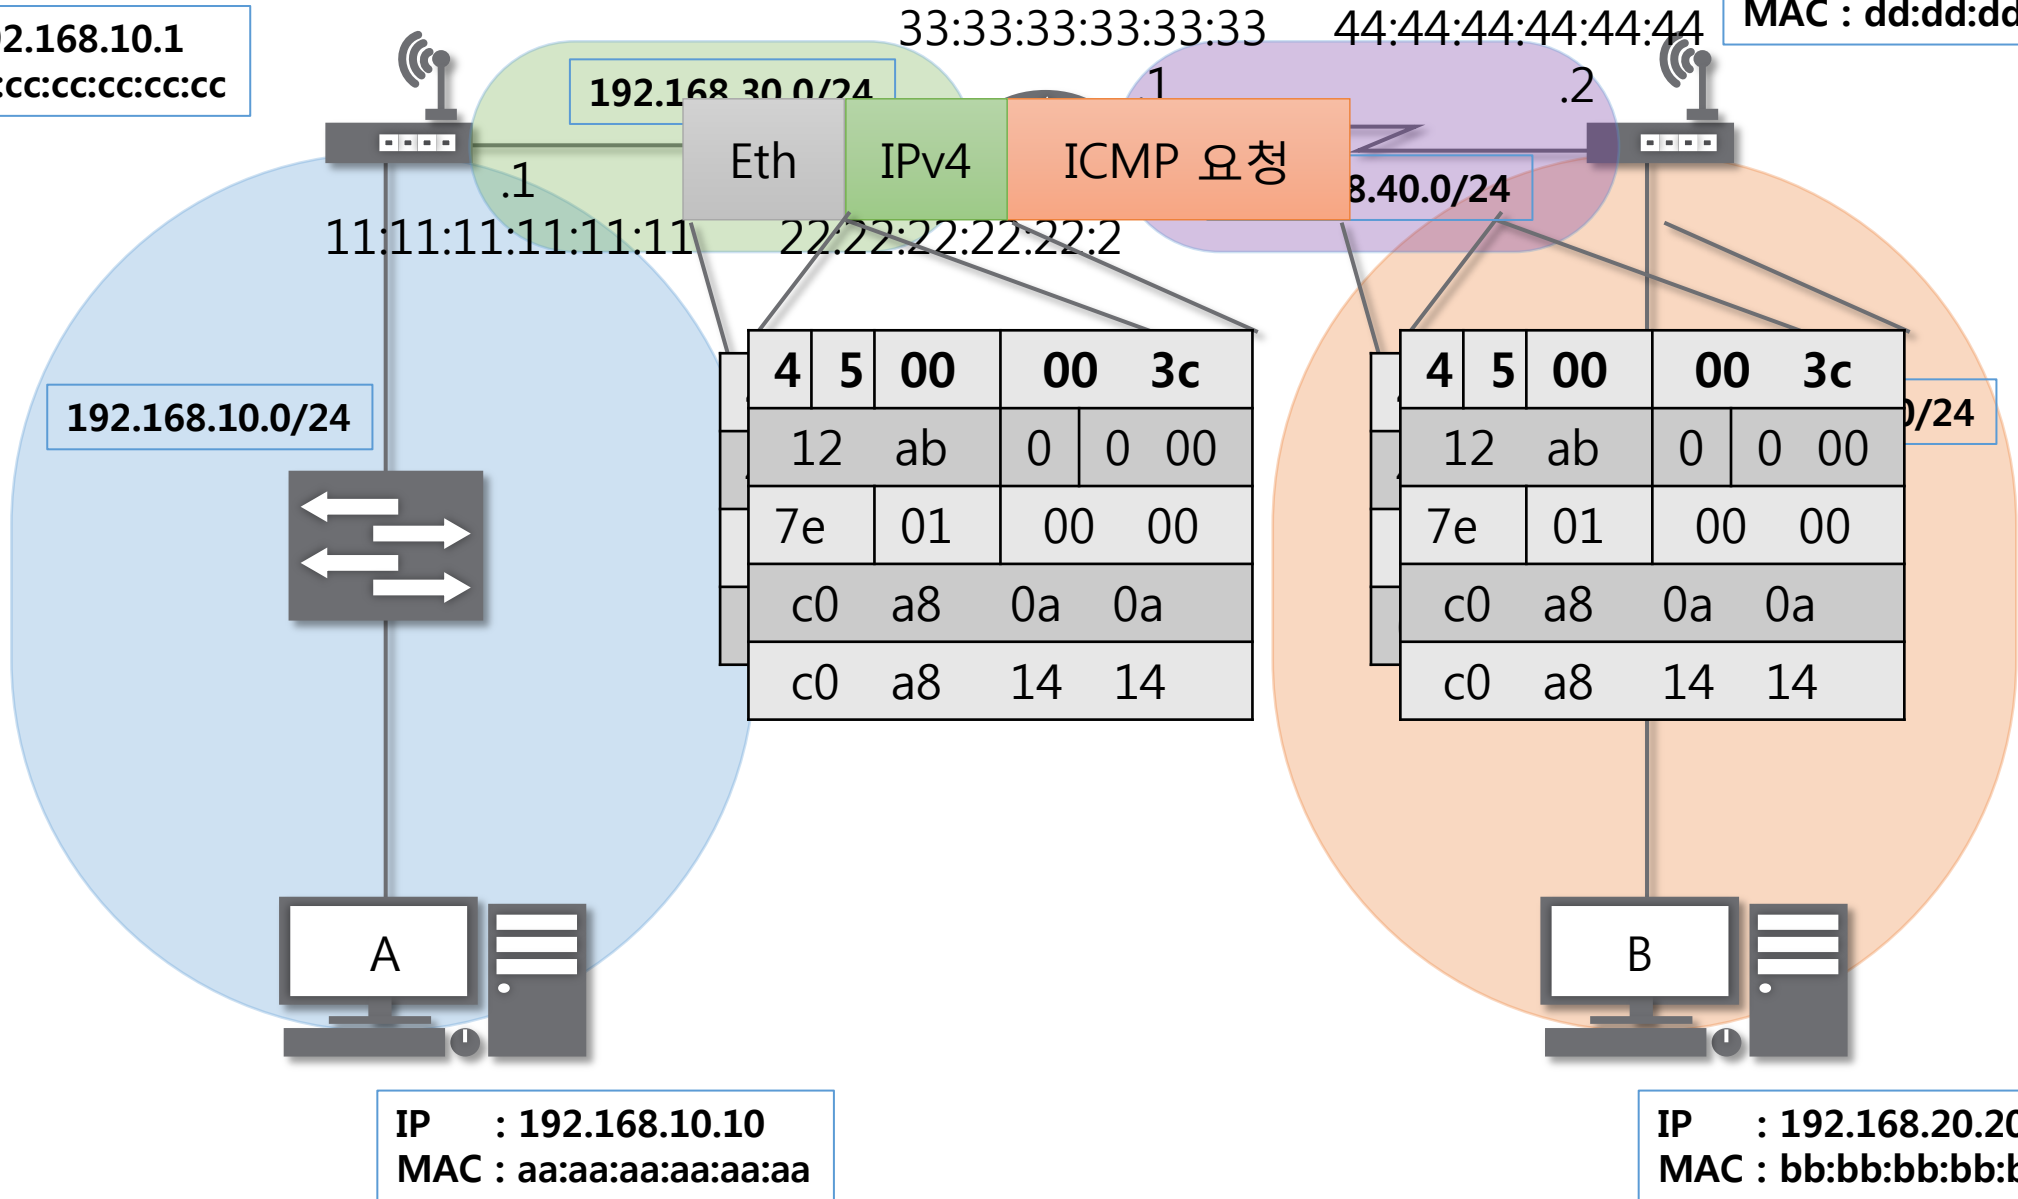 33:33:33:33:33:33 44:44:44:44:44:44
MAC : dd:dd:dd
2.168.10.1
:cc:cc:cc:cc:cc
192.168.30.0/24
.1
.2
Eth IPv4 ICMP 요청
.1
8.40.0/24
11:11:11:11:11:11 22:22:22:22:22:2
4 5 00 00 3c
12 ab 0 0 00
7e 01 00 00
c0 a8 0a 0a
c0 a8 14 14
4 5 00 00 3c
12 ab 0 0 00
7e 01 00 00
c0 a8 0a 0a
c0 a8 14 14
192.168.10.0/24
/24
A
B
IP : 192.168.10.10
MAC : aa:aa:aa:aa:aa:aa
IP : 192.168.20.20
MAC : bb:bb:bb:bb:b